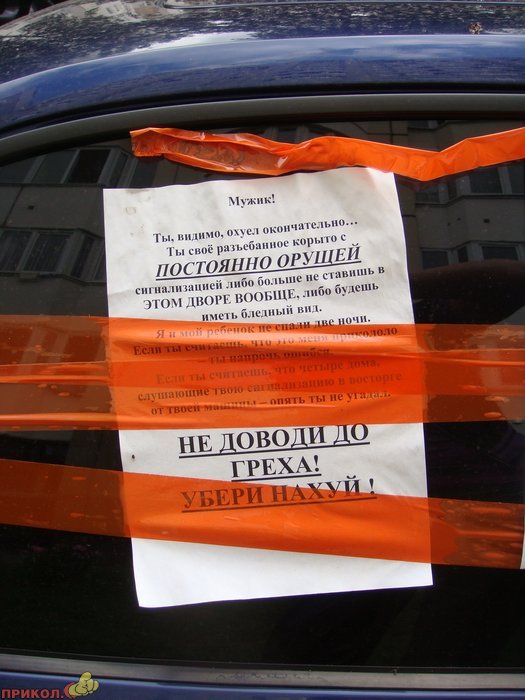 Мужик!
Ты, видимо, охуел окончательно…
Ты своё разъебанное корыто с
ПОСТОЯННО ОРУЩЕЙ
сигнализацией либо больше не ставишь в
ЭТОМ ДВОРЕ ВООБЩЕ, либо будешь
иметь бледный вид.
Я и мой ребенок не спали две ночи.
Если ты считаешь, что это меня прикололо
– ты напрочь ошибся.
Если ты считаешь, что четыре дома,
слушающие твою сигнализацию в восторге
от твоей машины – опять ты не угадал.
НЕ ДОВОДИ ДО
ГРЕХА!
УБЕРИ НАХУЙ !
ПРИКОЛ.